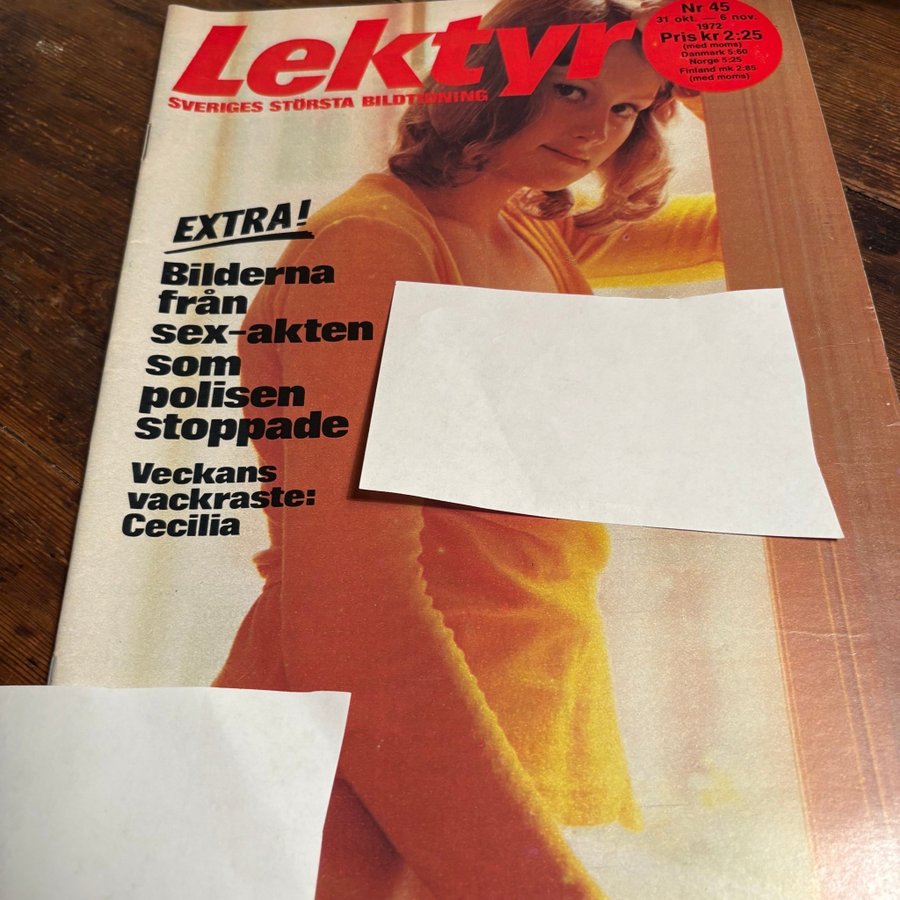 Lektyr
SVERIGES STÖRSTA BILDTIDNING
Nr 45
31 okt. — 6 nov.
1972
Pris kr 2:25
(med moms)
Danmark 5:60
Norge 5:25
Finland mk 2:85
(med moms)
EXTRA!
Bilderna
från
sex-akten
som
polisen
stoppade
Veckans
vackraste:
Cecilia